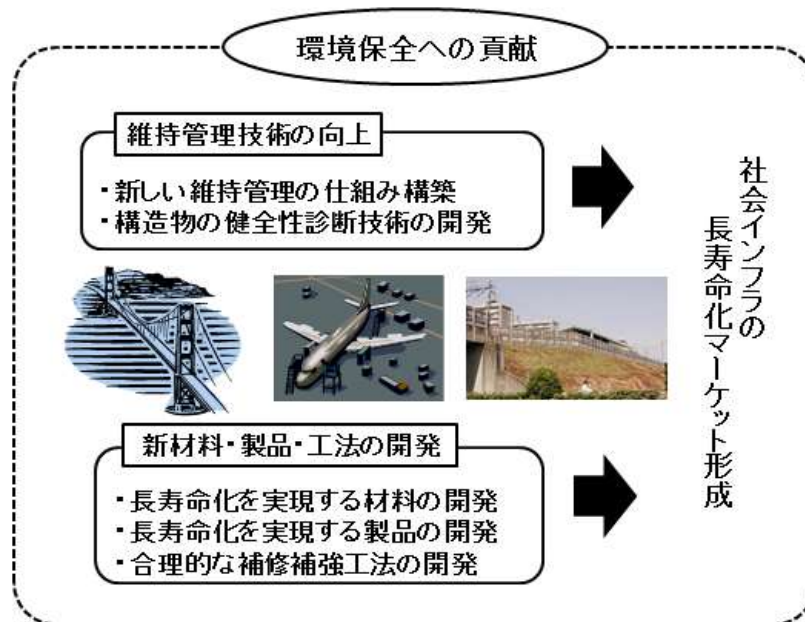 環境保全への貢献
維持管理技術の向上
・新しい維持管理の仕組み構築
・構造物の健全性診断技術の開発
新材料・製品・工法の開発
・長寿命化を実現する材料の開発
・長寿命化を実現する製品の開発
・合理的な補修補強工法の開発
社会インフラの
長寿命化マーケット形成